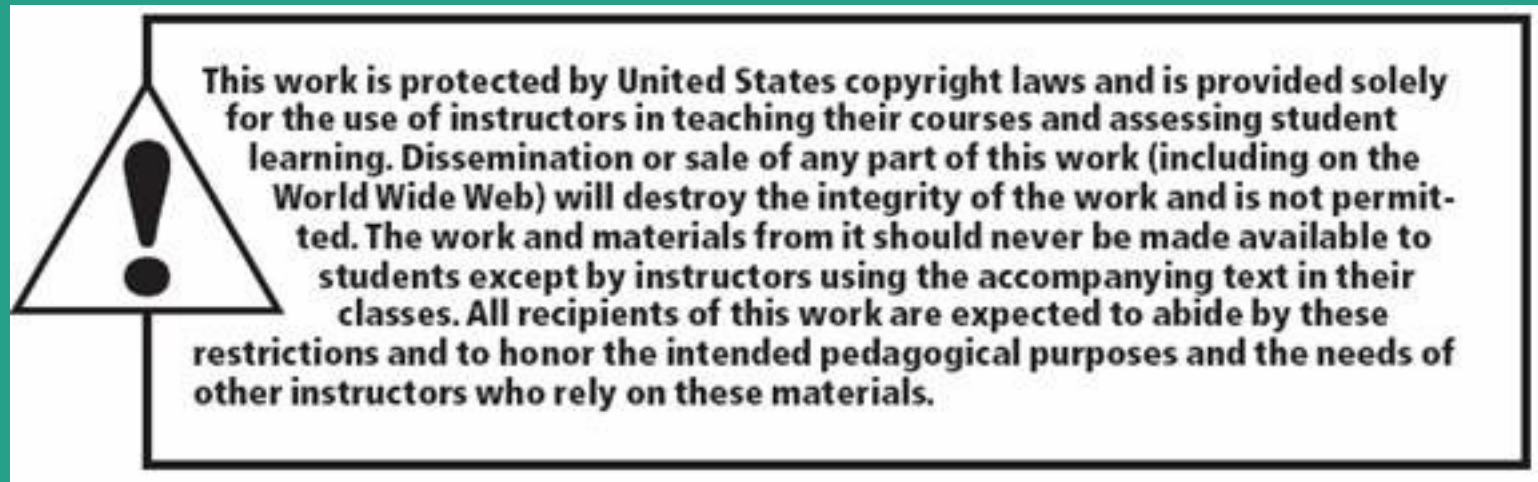 This work is protected by United States copyright laws and is provided solely
for the use of instructors in teaching their courses and assessing student
learning. Dissemination or sale of any part of this work (including on the
World Wide Web) will destroy the integrity of the work and is not permit-
ted. The work and materials from it should never be made available to
students except by instructors using the accompanying text in their
classes. All recipients of this work are expected to abide by these
restrictions and to honor the intended pedagogical purposes and the needs of
other instructors who rely on these materials.